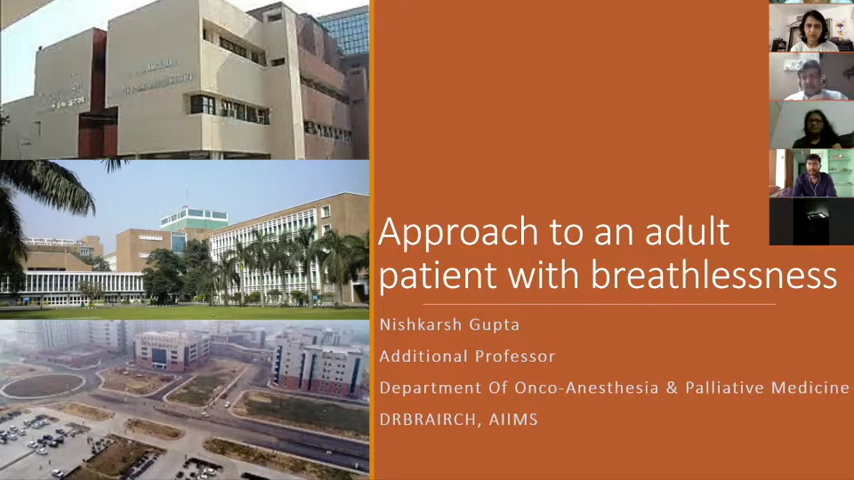 Approach to an adult
patient with breathlessness
Nishkarsh Gupta
Additional Professor
Department Of Onco-Anesthesia & Palliative Medicine
DRBRAIRCH, AIIMS